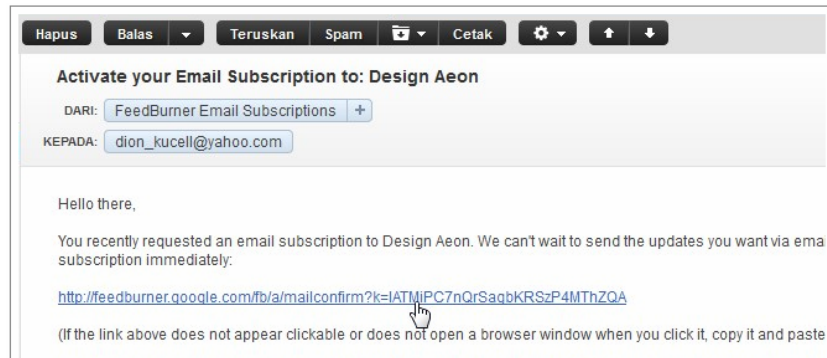 Hapus Balas Teruskan Spam Cetak
Activate your Email Subscription to: Design Aeon
DARI: FeedBurner Email Subscriptions +
KEPADA: dion_kucell@yahoo.com
Hello there,
You recently requested an email subscription to Design Aeon. We can't wait to send the updates you want via emai
subscription immediately:
http://feedburner.google.com/fb/a/mailconfirm?k=IATMiPC7nQrSaqbKRSzP4MThZQA
(If the link above does not appear clickable or does not open a browser window when you click it, copy it and paste